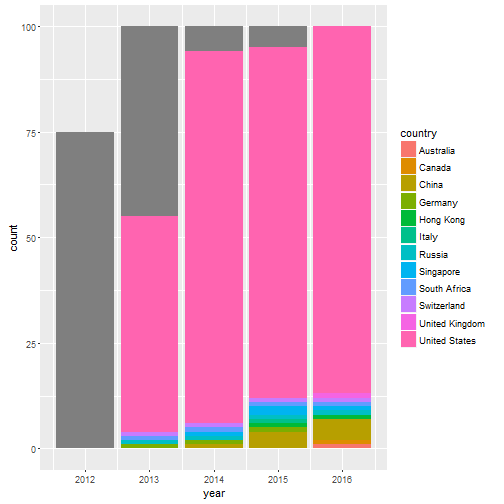 100
75
50
25
0
count
2012 2013 2014 2015 2016
year
country
Australia
Canada
China
Germany
Hong Kong
Italy
Russia
Singapore
South Africa
Switzerland
United Kingdom
United States